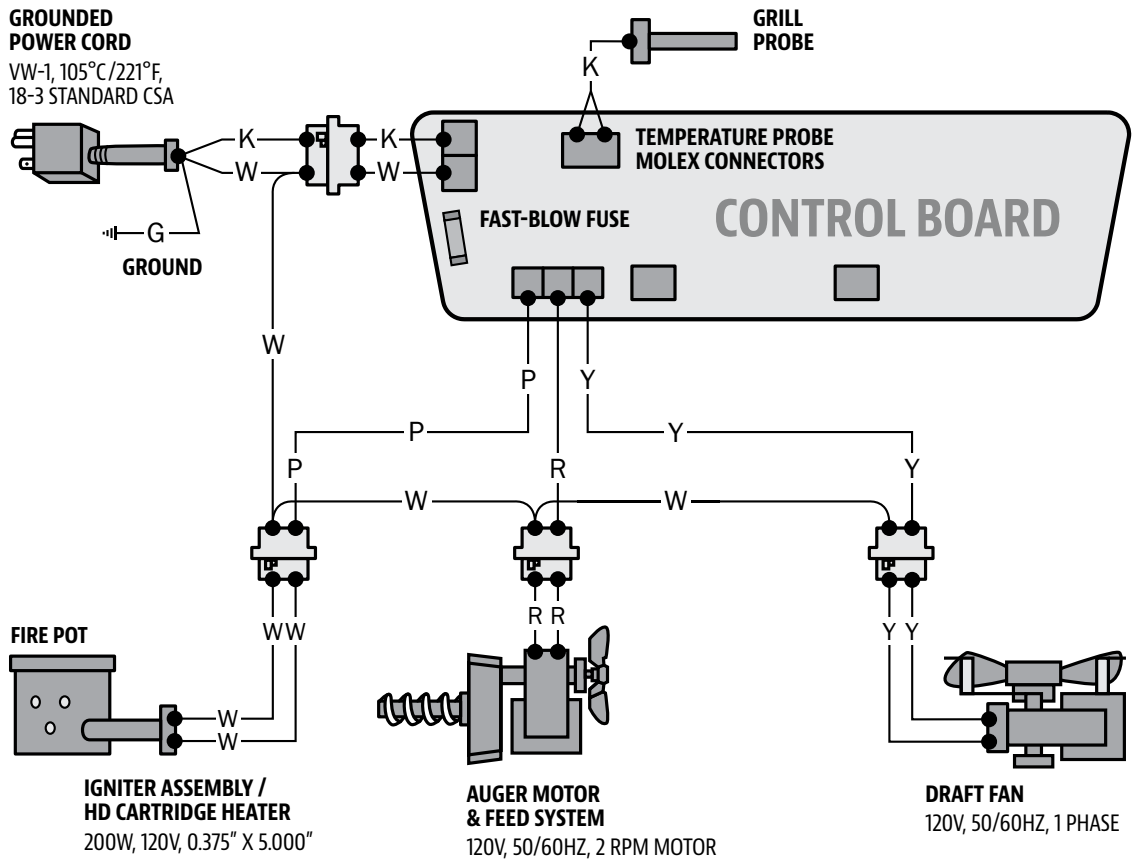 GROUNDED
POWER CORD
VW-1, 105°C/221°F,
18-3 STANDARD CSA
GRILL
PROBE
K
TEMPERATURE PROBE
MOLEX CONNECTORS
K
K
W
W
FAST-BLOW FUSE
CONTROL BOARD
G
GROUND
W
P
Y
P
Y
P
R
Y
W
W
R R
W W
Y Y
FIRE POT
W
W
IGNITER ASSEMBLY /
HD CARTRIDGE HEATER
200W, 120V, 0.375” X 5.000”
AUGER MOTOR
& FEED SYSTEM
120V, 50/60HZ, 2 RPM MOTOR
DRAFT FAN
120V, 50/60HZ, 1 PHASE